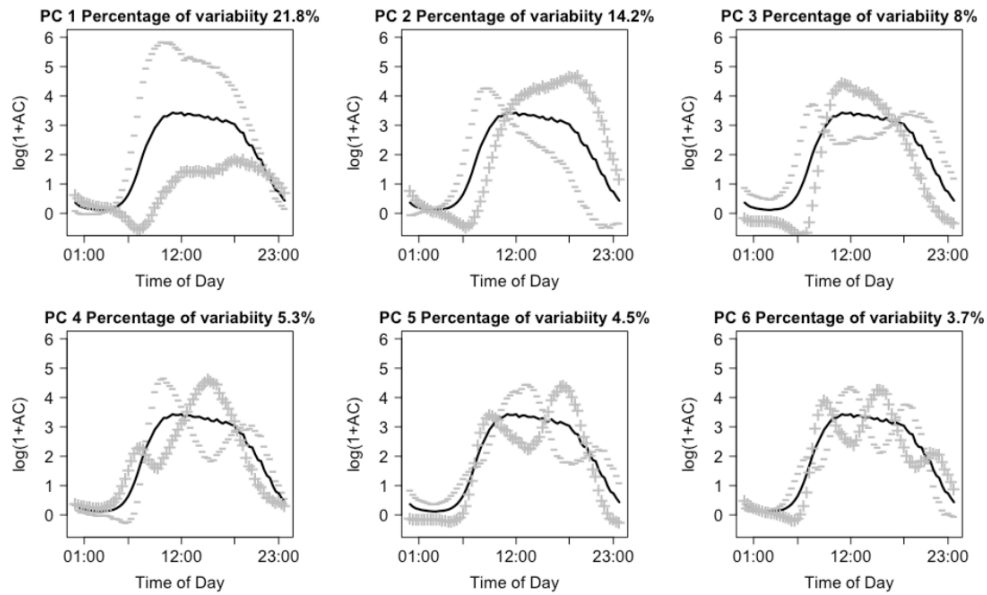 PC 1 Percentage of variabiity 21.8%
6
5
4
3
2
1
0
log(1+AC)
01:00 12:00 23:00
Time of Day
PC 2 Percentage of variabiity 14.2%
6
5
4
3
2
1
0
log(1+AC)
01:00 12:00 23:00
Time of Day
PC 3 Percentage of variabiity 8%
6
5
4
3
2
1
0
log(1+AC)
01:00 12:00 23:00
Time of Day
PC 4 Percentage of variabiity 5.3%
6
5
4
3
2
1
0
log(1+AC)
01:00 12:00 23:00
Time of Day
PC 5 Percentage of variabiity 4.5%
6
5
4
3
2
1
0
log(1+AC)
01:00 12:00 23:00
Time of Day
PC 6 Percentage of variabiity 3.7%
6
5
4
3
2
1
0
log(1+AC)
01:00 12:00 23:00
Time of Day